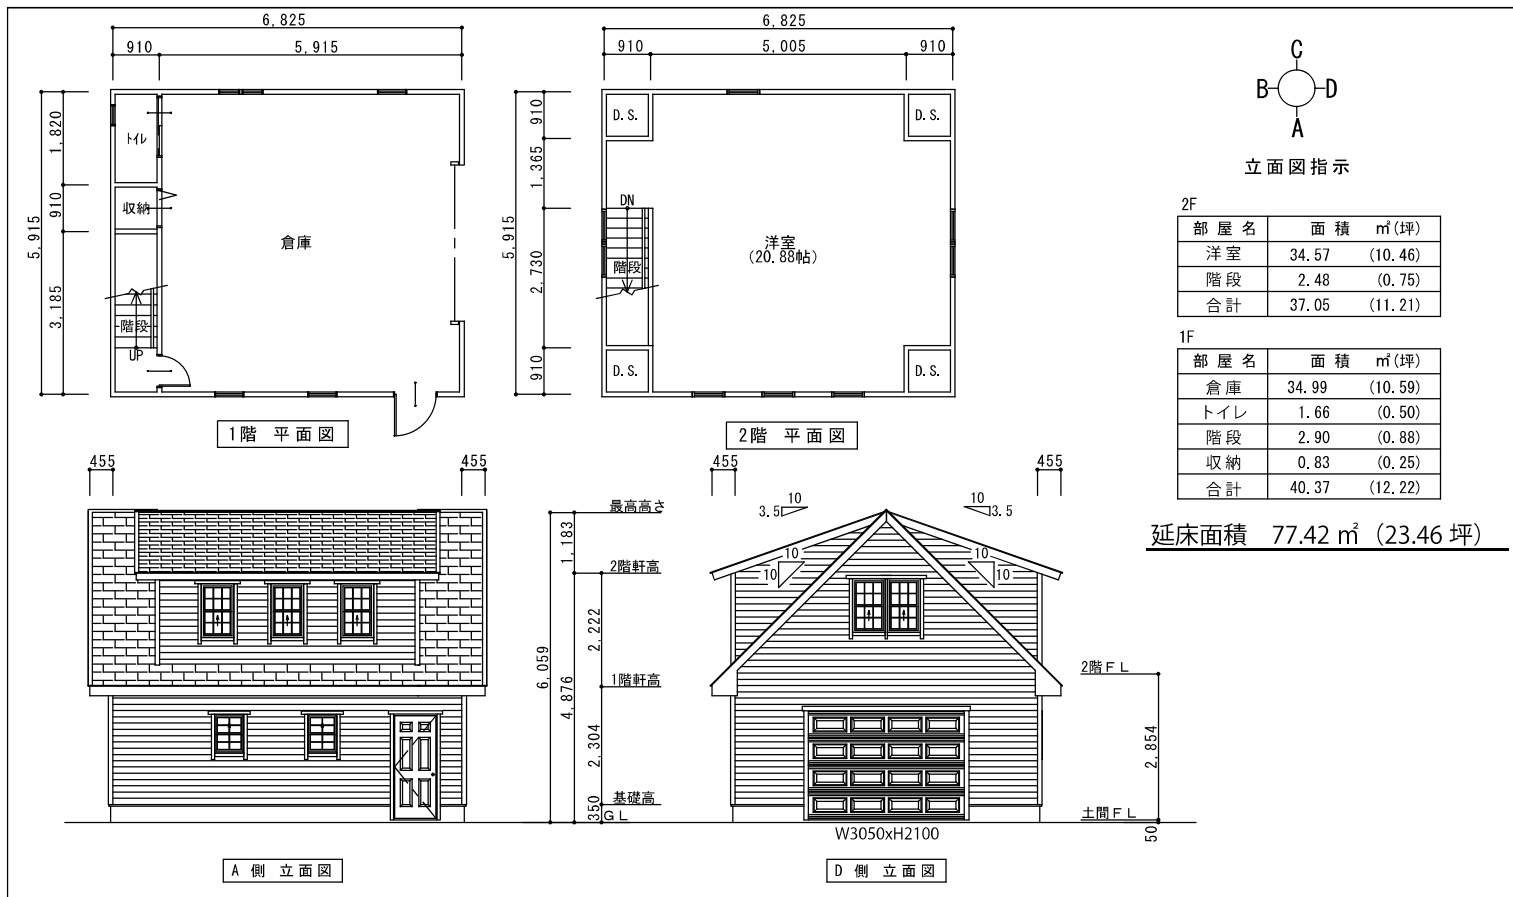 6,825
910 5,915
5,915
1,820
910
3,185
トイレ
収納
倉庫
階段
UP
1階 平面図
6,825
910 5,005 910
5,915
910
1,365
2,730
910
D.S.
D.S.
DN
階段
洋室
(20.88帖)
D.S.
D.S.
2階 平面図
C
B D
A
立面図指示
2F
部屋名 面積 ㎡(坪)
洋室 34.57 (10.46)
階段 2.48 (0.75)
合計 37.05 (11.21)
1F
部屋名 面積 ㎡(坪)
倉庫 34.99 (10.59)
トイレ 1.66 (0.50)
階段 2.90 (0.88)
収納 0.83 (0.25)
合計 40.37 (12.22)
延床面積 77.42 ㎡（23.46 坪）
455 455
A 側 立面図
最高高さ
2階軒高
1階軒高
基礎高
GL
6,059
1,183
4,876
2,222
2,304
350
455 455
10
3.5
10
3.5
10
10
10
10
W3050xH2100
2階FL
2,854
土間FL
50
D 側 立面図